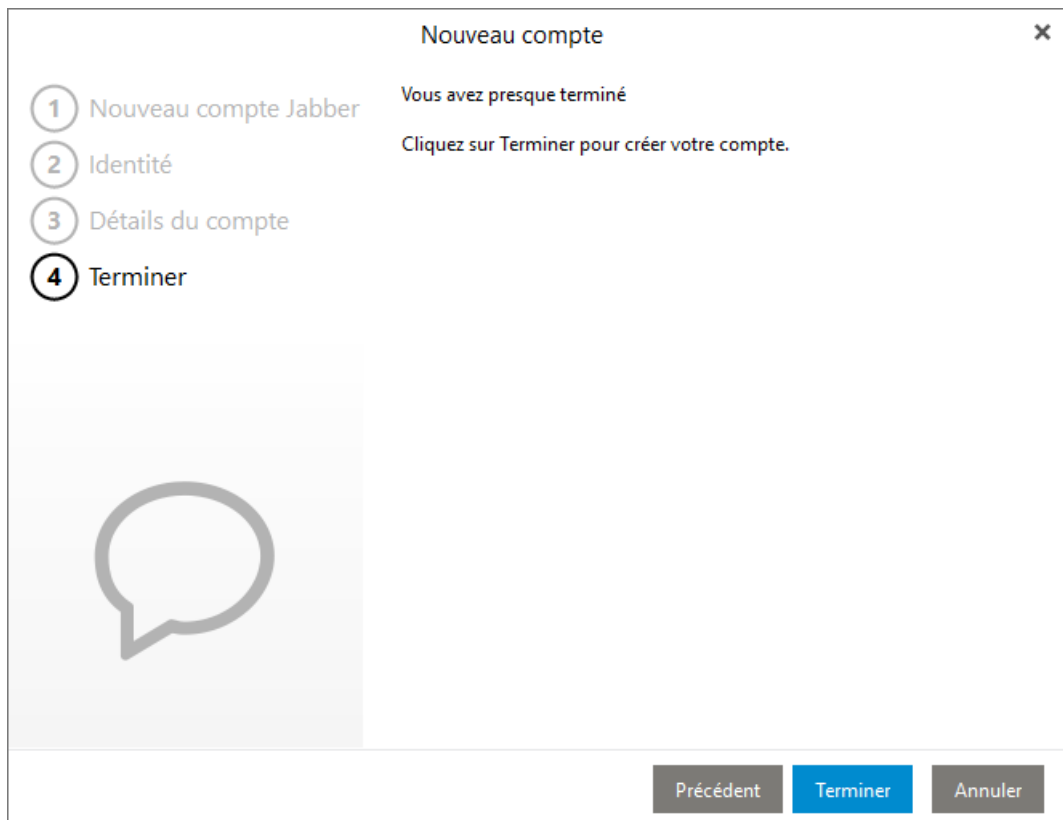 Nouveau compte
1 Nouveau compte Jabber
2 Identité
3 Détails du compte
4 Terminer
Vous avez presque terminé
Cliquez sur Terminer pour créer votre compte.
Précédent
Terminer
Annuler